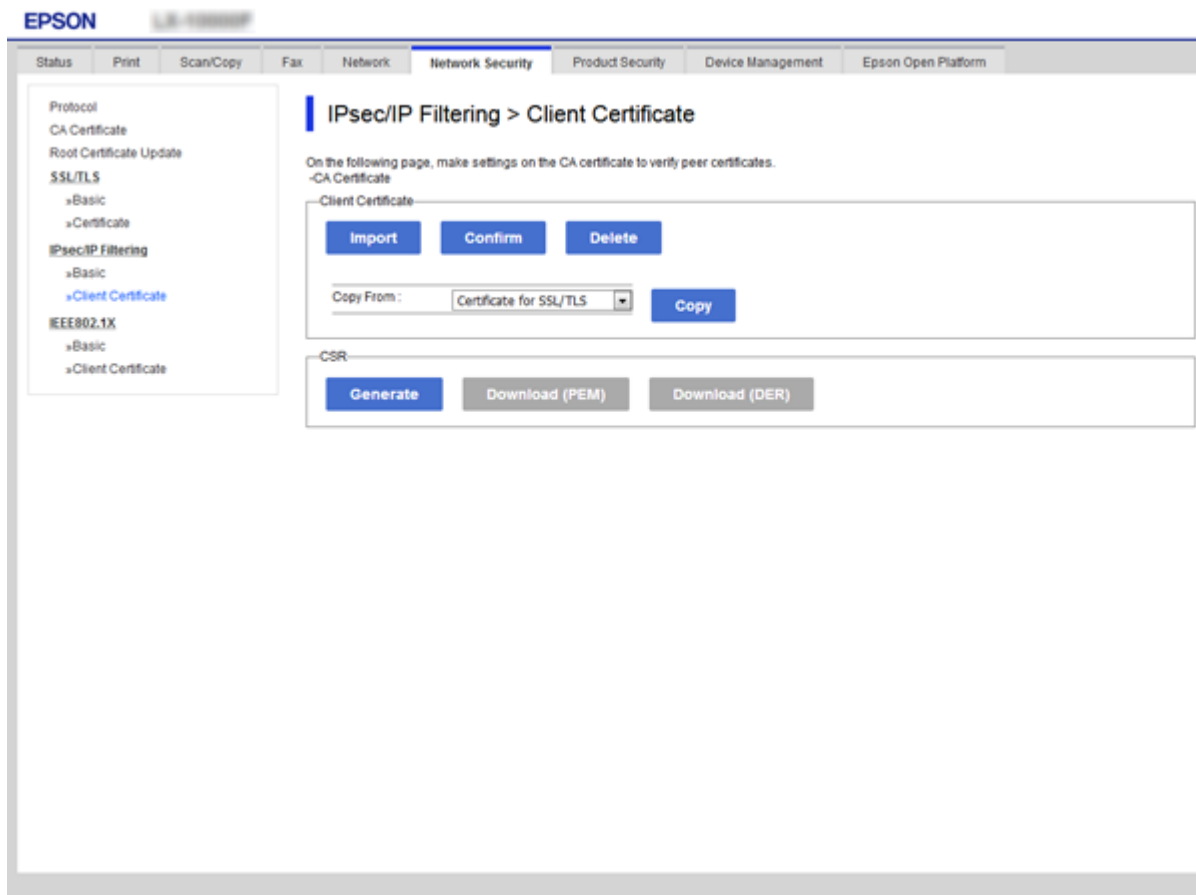 EPSON
Status Print Scan/Copy Fax Network Network Security Product Security Device Management Epson Open Platform
Protocol
CA Certificate
Root Certificate Update
SSL/TLS
»Basic
»Certificate
IPsec/IP Filtering
»Basic
»Client Certificate
IEEE802.1X
»Basic
»Client Certificate
IPsec/IP Filtering > Client Certificate
On the following page, make settings on the CA certificate to verify peer certificates.
-CA Certificate
Client Certificate
Import Confirm Delete
Copy From : Certificate for SSL/TLS Copy
CSR
Generate Download (PEM) Download (DER)